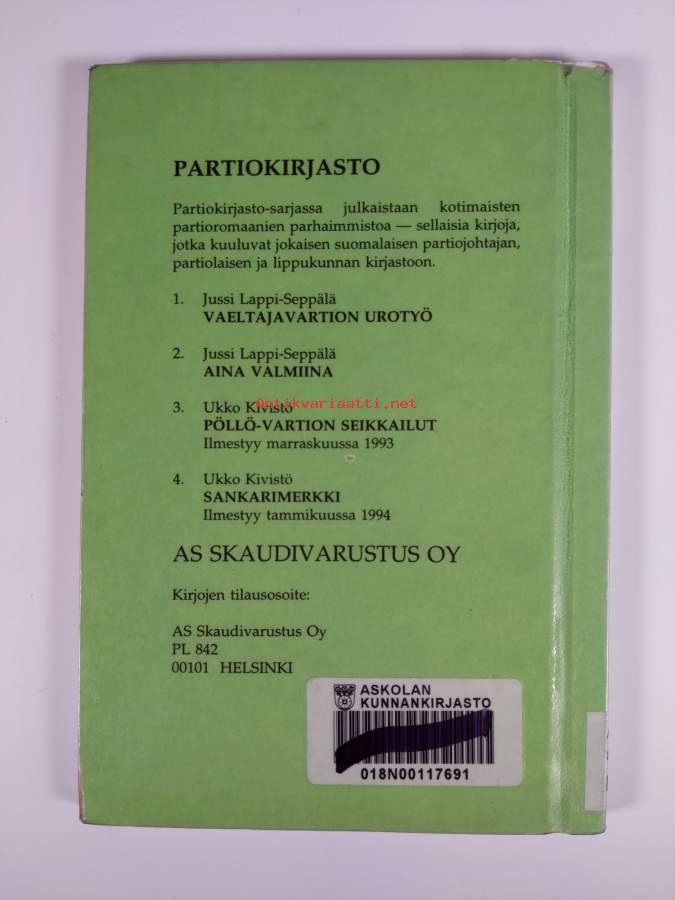 PARTIOKIRJASTO
Partiokirjasto-sarjassa julkaistaan kotimaisten
partioromaanien parhaimmistoa — sellaisia kirjoja,
jotka kuuluvat jokaisen suomalaisen partiojohtajan,
partiolaisen ja lippukunnan kirjastoon.
1. Jussi Lappi-Seppälä
VAELTAJAVARTION UROTYÖ
2. Jussi Lappi-Seppälä
AINA VALMIINA
3. Ukko Kivistö
Antikvariaatti.net
PÖLLÖ-VARTION SEIKKAILUT
Ilmestyy marraskuussa 1993
4. Ukko Kivistö
SANKARIMERKKI
Ilmestyy tammikuussa 1994
AS SKAUDIVARUSTUS OY
Kirjojen tilausosoite:
AS Skaudivarustus Oy
PL 842
00101 HELSINKI
ASKOLAN
KUNNANKIRJASTO
018N00117691